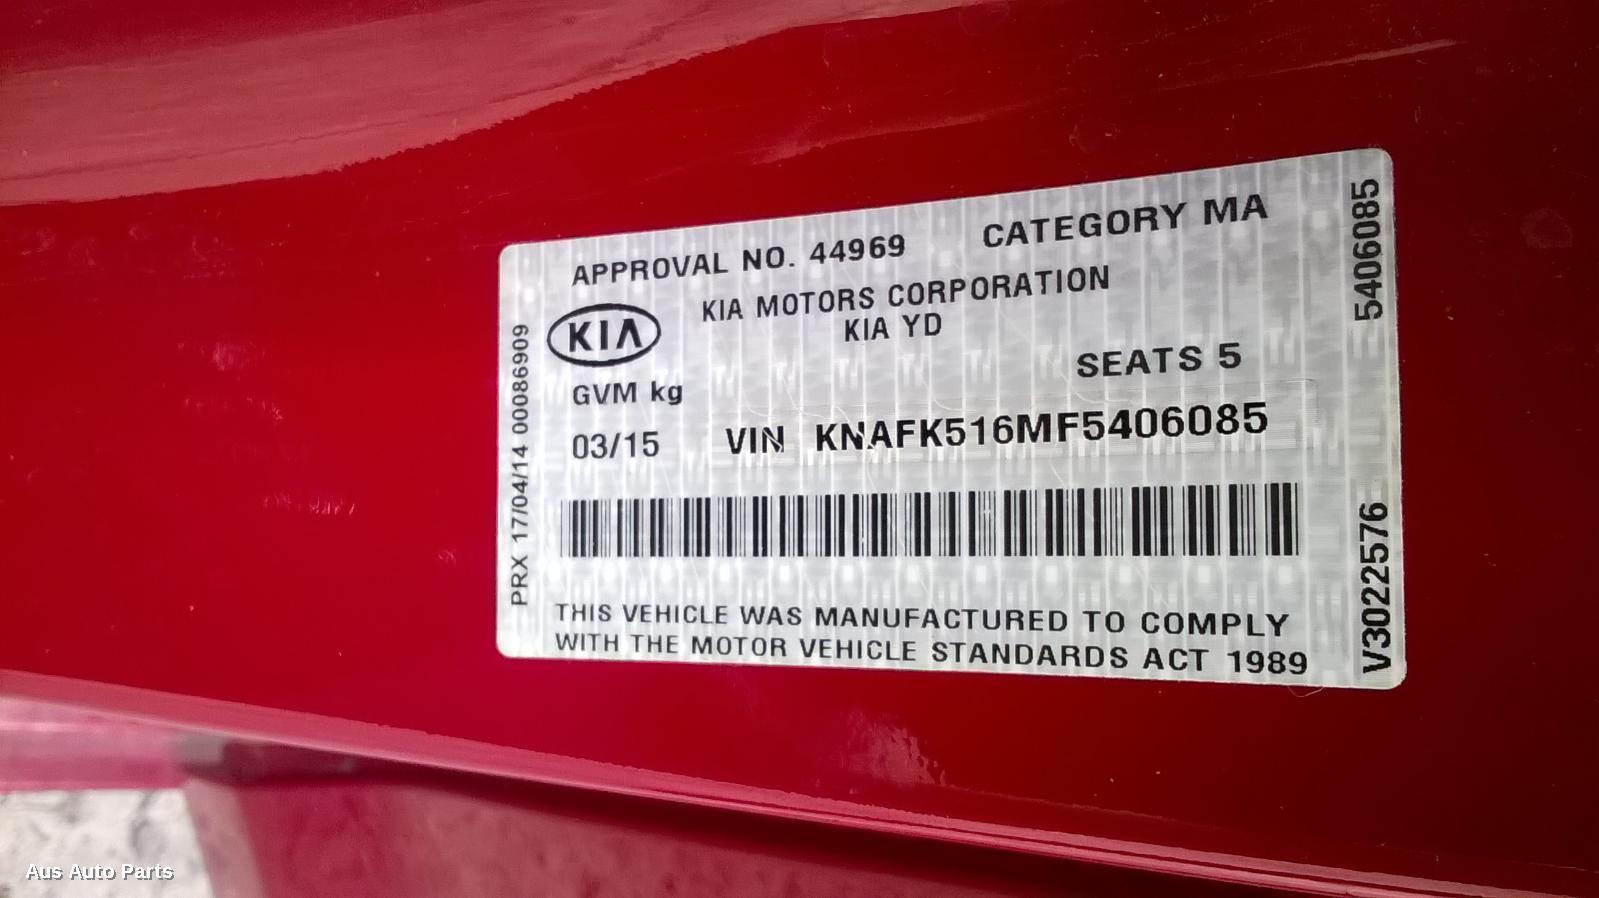 APPROVAL NO. 44969 CATEGORY MA
KIA MOTORS CORPORATION
KIA KIA YD
SEATS 5
GVM kg
03/15 VIN KNAFK516MF5406085
THIS VEHICLE WAS MANUFACTURED TO COMPLY
WITH THE MOTOR VEHICLE STANDARDS ACT 1989
PRX 17/04/14 00086909
V3022576 5406085
Aus Auto Parts